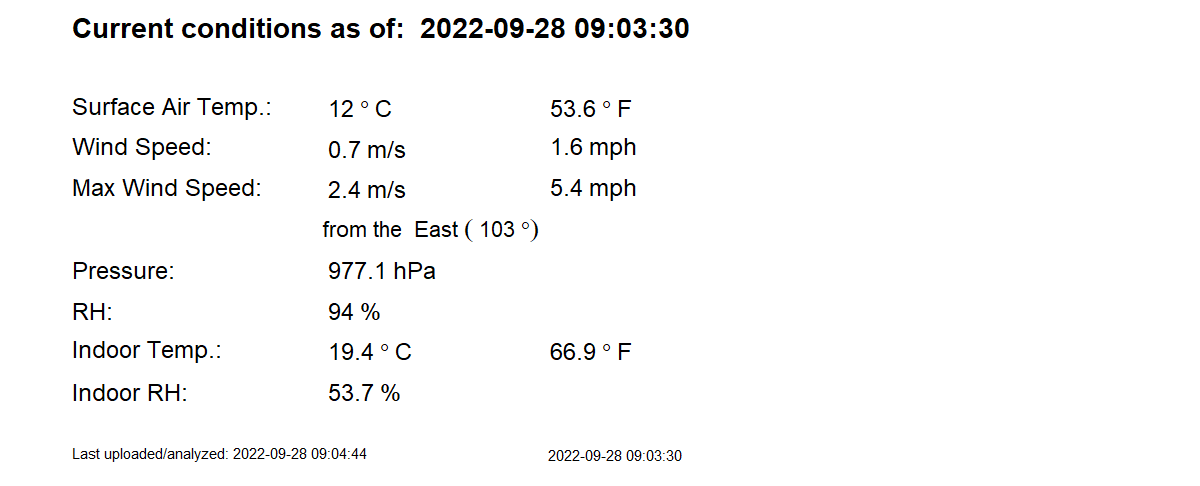 Current conditions as of:  2022-09-28 09:03:30
Surface Air Temp.: 12 ° C 53.6 ° F
Wind Speed: 0.7 m/s 1.6 mph
Max Wind Speed: 2.4 m/s 5.4 mph
from the  East ( 103 °)
Pressure: 977.1 hPa
RH: 94 %
Indoor Temp.: 19.4 ° C 66.9 ° F
Indoor RH: 53.7 %
Last uploaded/analyzed: 2022-09-28 09:04:44 2022-09-28 09:03:30